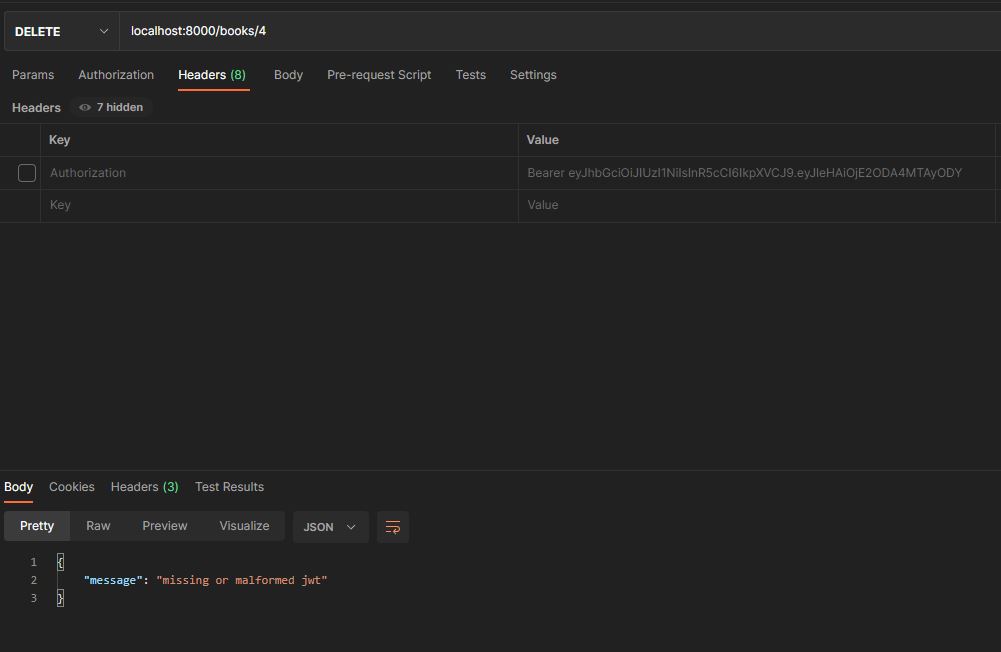 DELETE localhost:8000/books/4
Params Authorization Headers (8) Body Pre-request Script Tests Settings
Headers 7 hidden
Key Value
Authorization Bearer eyJhbGciOiJIUzI1NiIsInR5cCI6IkpXVCJ9.eyJleHAiOjE2ODA4MTAyODY
Key Value
Body Cookies Headers (3) Test Results
Pretty Raw Preview Visualize JSON
1 {
2 "message": "missing or malformed jwt"
3 }